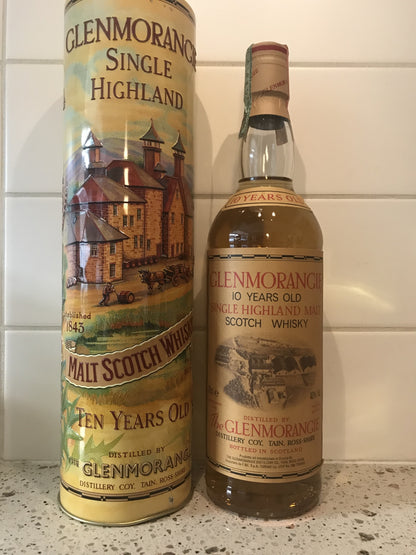 GLENMORANGIE
SINGLE
HIGHLAND
Established
1843
MALT SCOTCH WHISKY
TEN YEARS OLD
DISTILLED BY
THE GLENMORANGIE
DISTILLERY COY. TAIN, ROSS-SHIRE
10 YEARS OLD
GLENMORANGIE
10 YEARS OLD
SINGLE HIGHLAND MALT
SCOTCH WHISKY
DISTILLED BY
The GLENMORANGIE
DISTILLERY COY. TAIN, ROSS-SHIRE
BOTTLED IN SCOTLAND